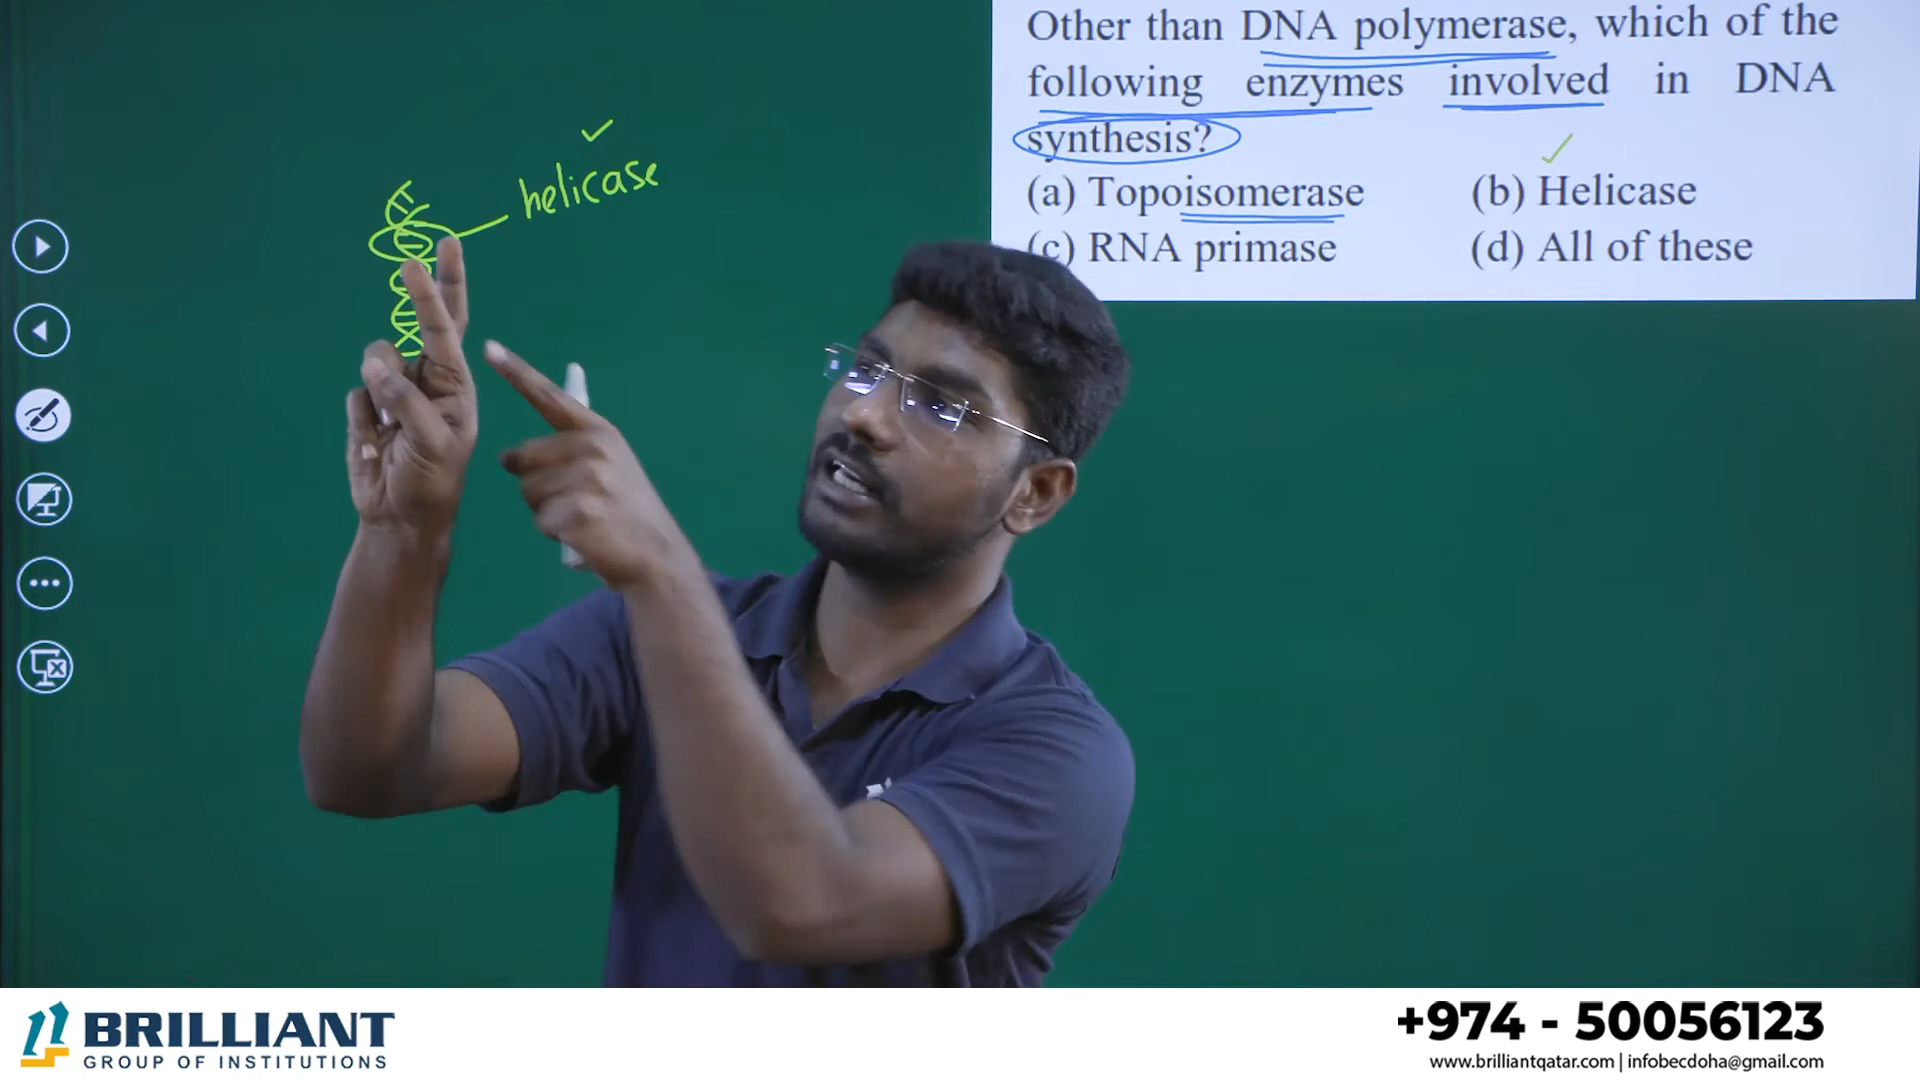 Other than DNA polymerase, which of the
following enzymes involved in DNA
synthesis?
(a) Topoisomerase (b) Helicase
(c) RNA primase (d) All of these
helicase
BRILLIANT
GROUP OF INSTITUTIONS
+974 - 50056123
www.brilliantqatar.com | infobecdoha@gmail.com